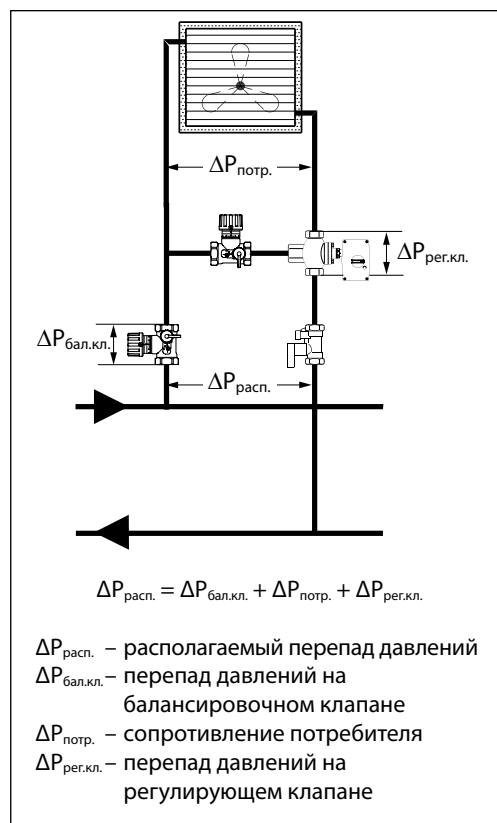 ΔPпотр.
ΔPрег.кл.
ΔPбал.кл.
ΔPрасп.
ΔPрасп. = ΔPбал.кл. + ΔPпотр. + ΔPрег.кл.
ΔPрасп. – располагаемый перепад давлений
ΔPбал.кл. – перепад давлений на
балансировочном клапане
ΔPпотр. – сопротивление потребителя
ΔPрег.кл. – перепад давлений на
регулирующем клапане